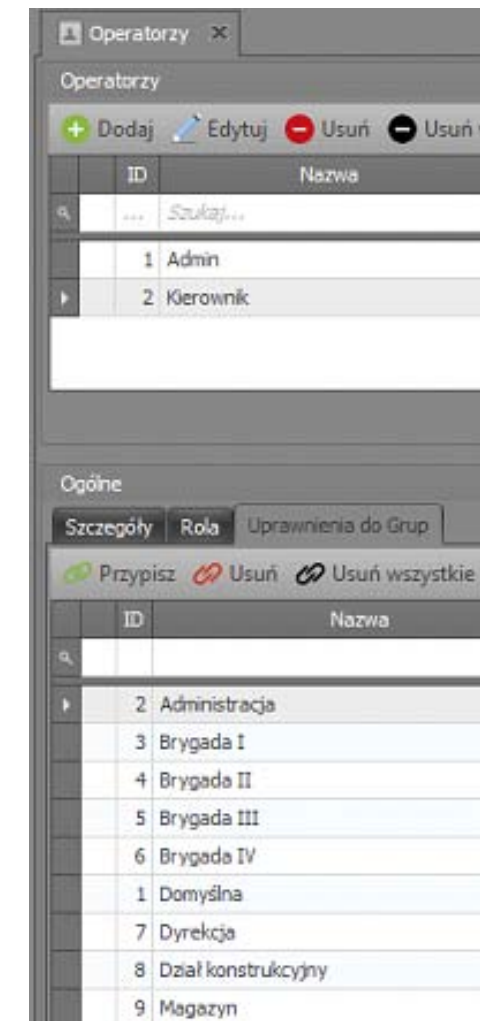 Operatorzy ×
Operatorzy
Dodaj Edytuj Usuń Usuń
ID Nazwa
... Szukaj...
1 Admin
2 Kierownik
Ogólne
Szczegóły Rola Uprawnienia do Grup
Przypisz Usuń Usuń wszystkie
ID Nazwa
2 Administracja
3 Brygada I
4 Brygada II
5 Brygada III
6 Brygada IV
1 Domyślna
7 Dyrekcja
8 Dział konstrukcyjny
9 Magazyn